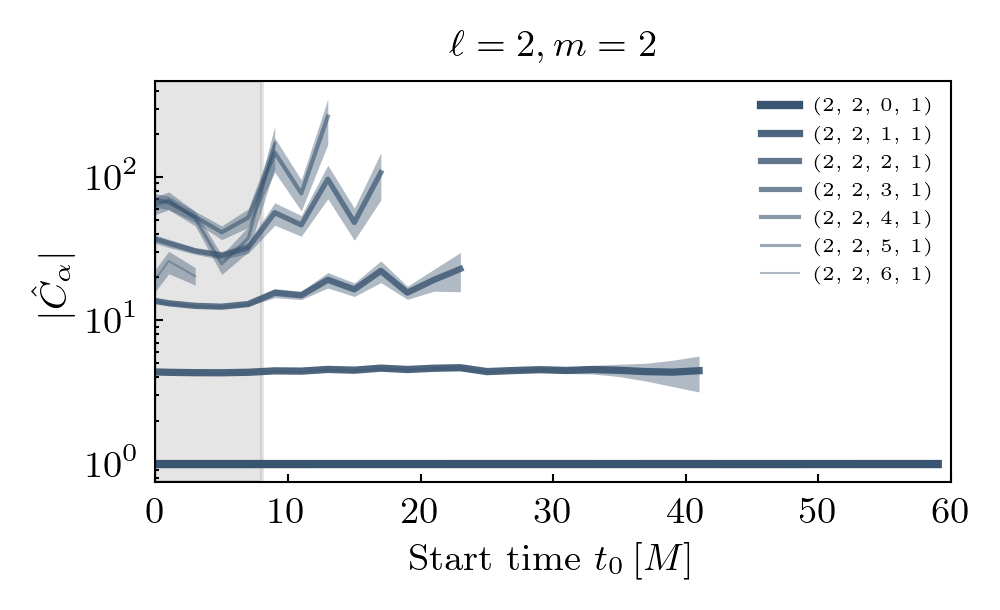 ℓ = 2, m = 2
(2, 2, 0, 1)
(2, 2, 1, 1)
(2, 2, 2, 1)
(2, 2, 3, 1)
(2, 2, 4, 1)
(2, 2, 5, 1)
(2, 2, 6, 1)
|Ĉ_α|
10²
10¹
10⁰
0 10 20 30 40 50 60
Start time t₀ [M]